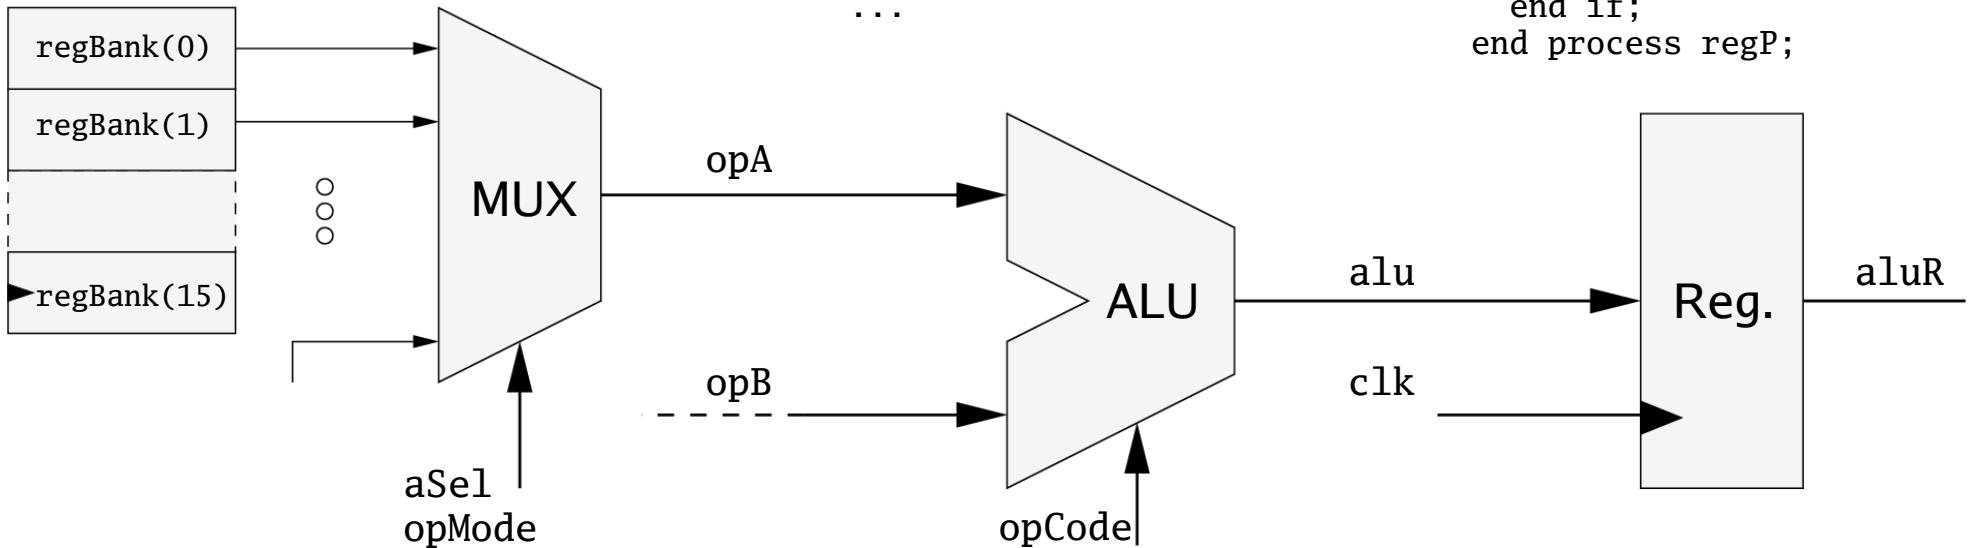 ...
end if;
end process regP;
regBank(0)
regBank(1)
regBank(15)
MUX
opA
opB
aSel
opMode
ALU
opCode
alu
clk
Reg.
aluR